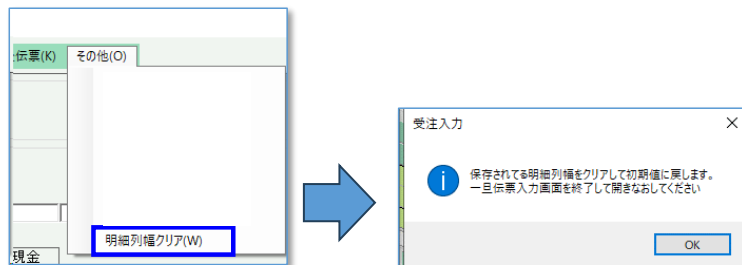 伝票(K) その他(O)
明細列幅クリア(W)
現金
受注入力
保存されてる明細列幅をクリアして初期値に戻します。
一旦伝票入力画面を終了して開きなおしてください
OK